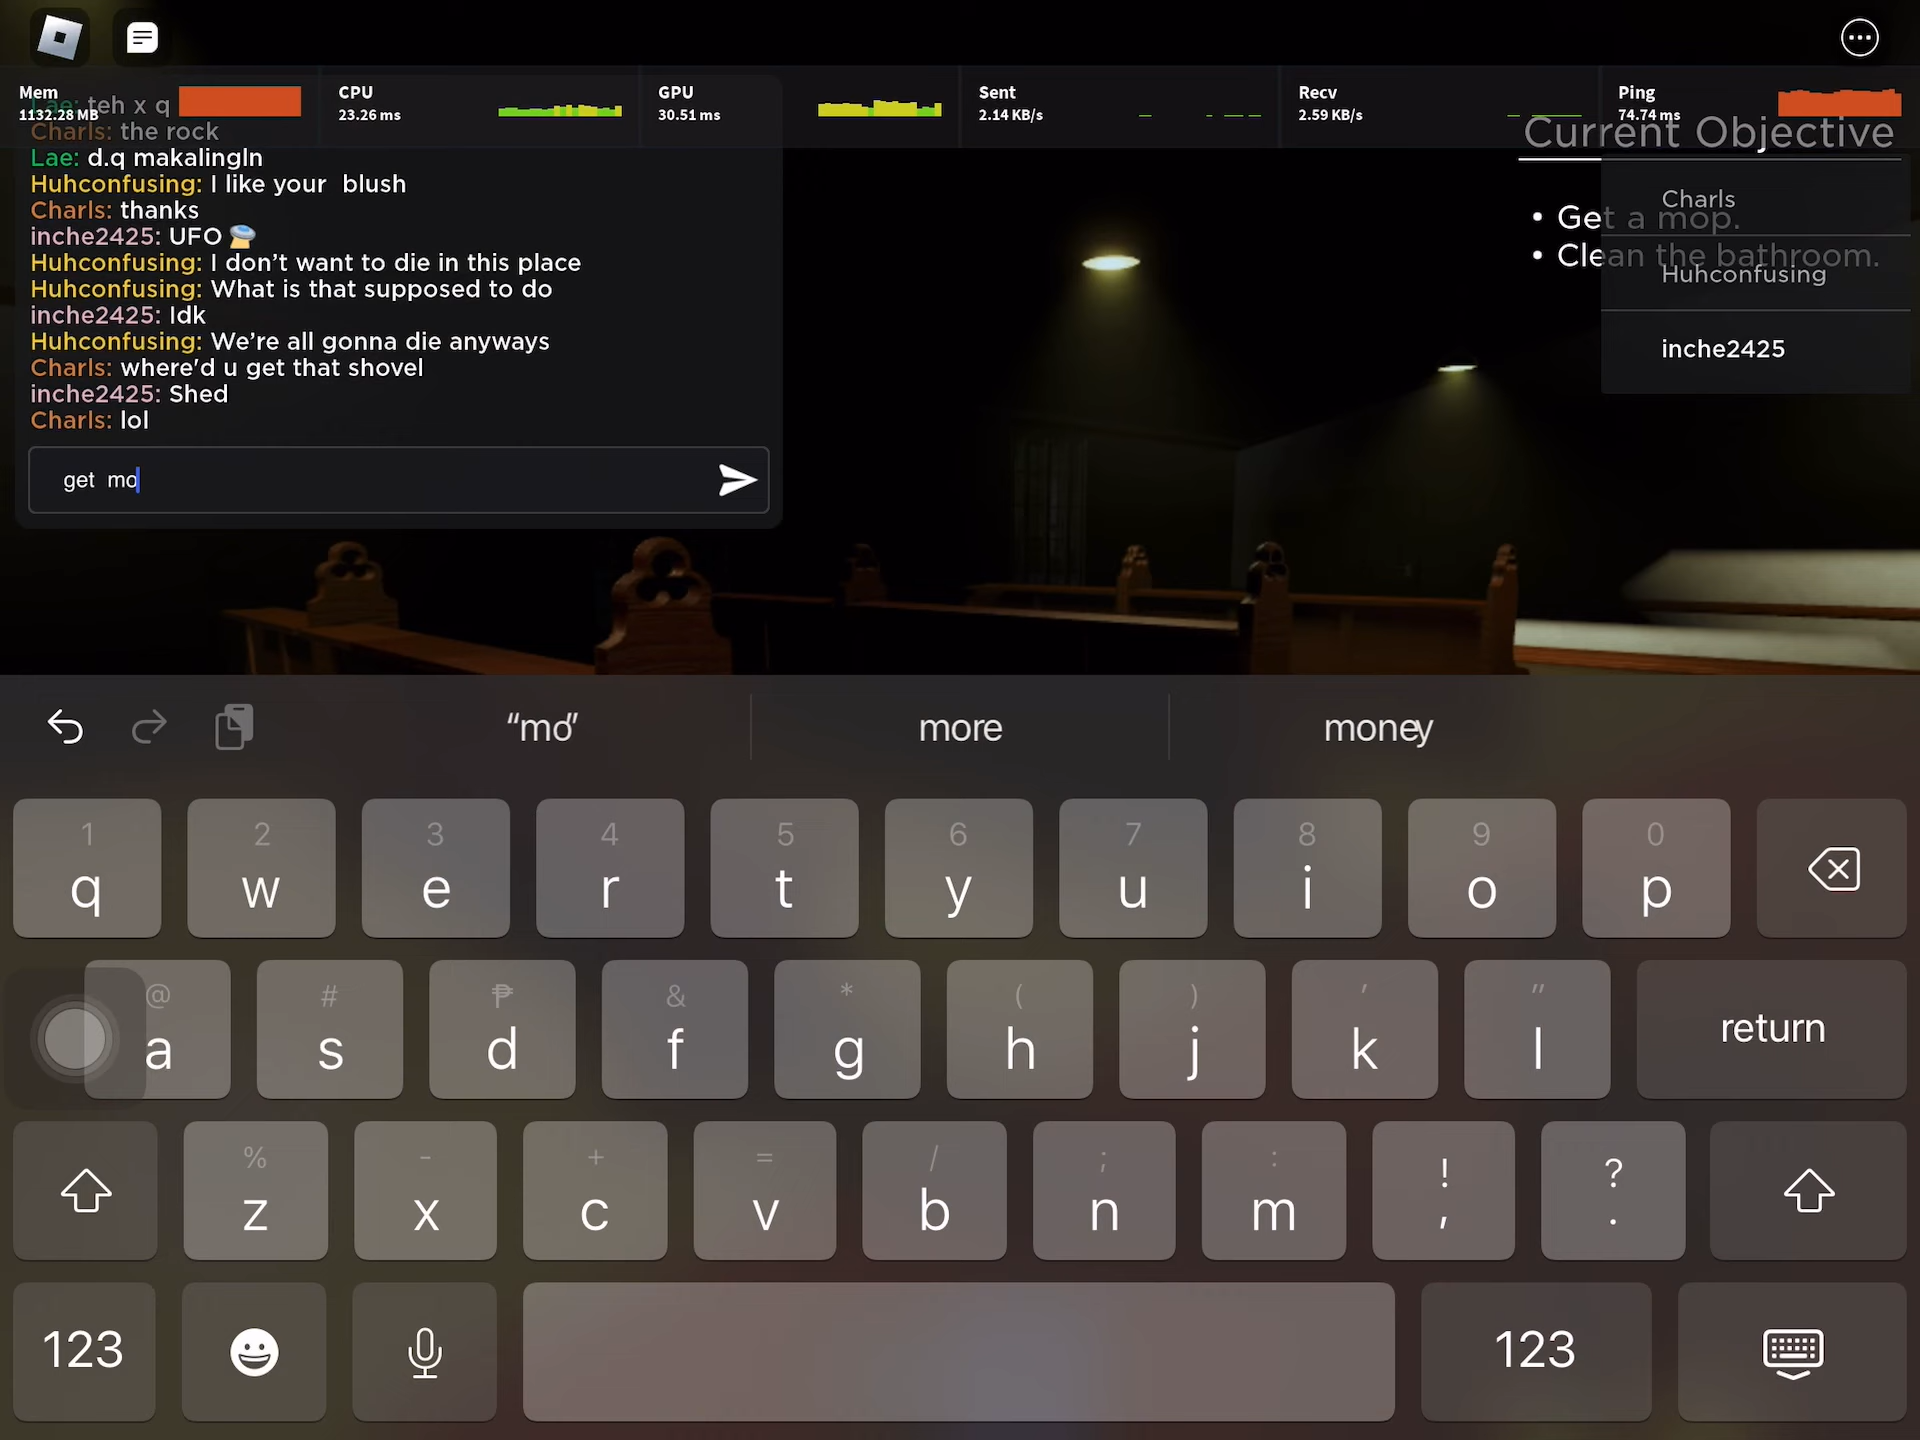 Mem
1132.28 MB
CPU
23.26 ms
GPU
30.51 ms
Sent
2.14 KB/s
Recv
2.59 KB/s
Ping
74.74 ms
Lae: teh x q
Charls: the rock
Lae: d.q makalingln
Huhconfusing: I like your  blush
Charls: thanks
inche2425: UFO 🛸
Huhconfusing: I don’t want to die in this place
Huhconfusing: What is that supposed to do
inche2425: Idk
Huhconfusing: We’re all gonna die anyways
Charls: where'd u get that shovel
inche2425: Shed
Charls: lol
get  mo
Current Objective
• Get a mop.
• Clean the bathroom.
Charls
Huhconfusing
inche2425
“mo” more money
1 2 3 4 5 6 7 8 9 0
q w e r t y u i o p
@ # ₱ & * ( ) ' "
a s d f g h j k l return
% - + = / ; : ! ?
z x c v b n m , .
123 123